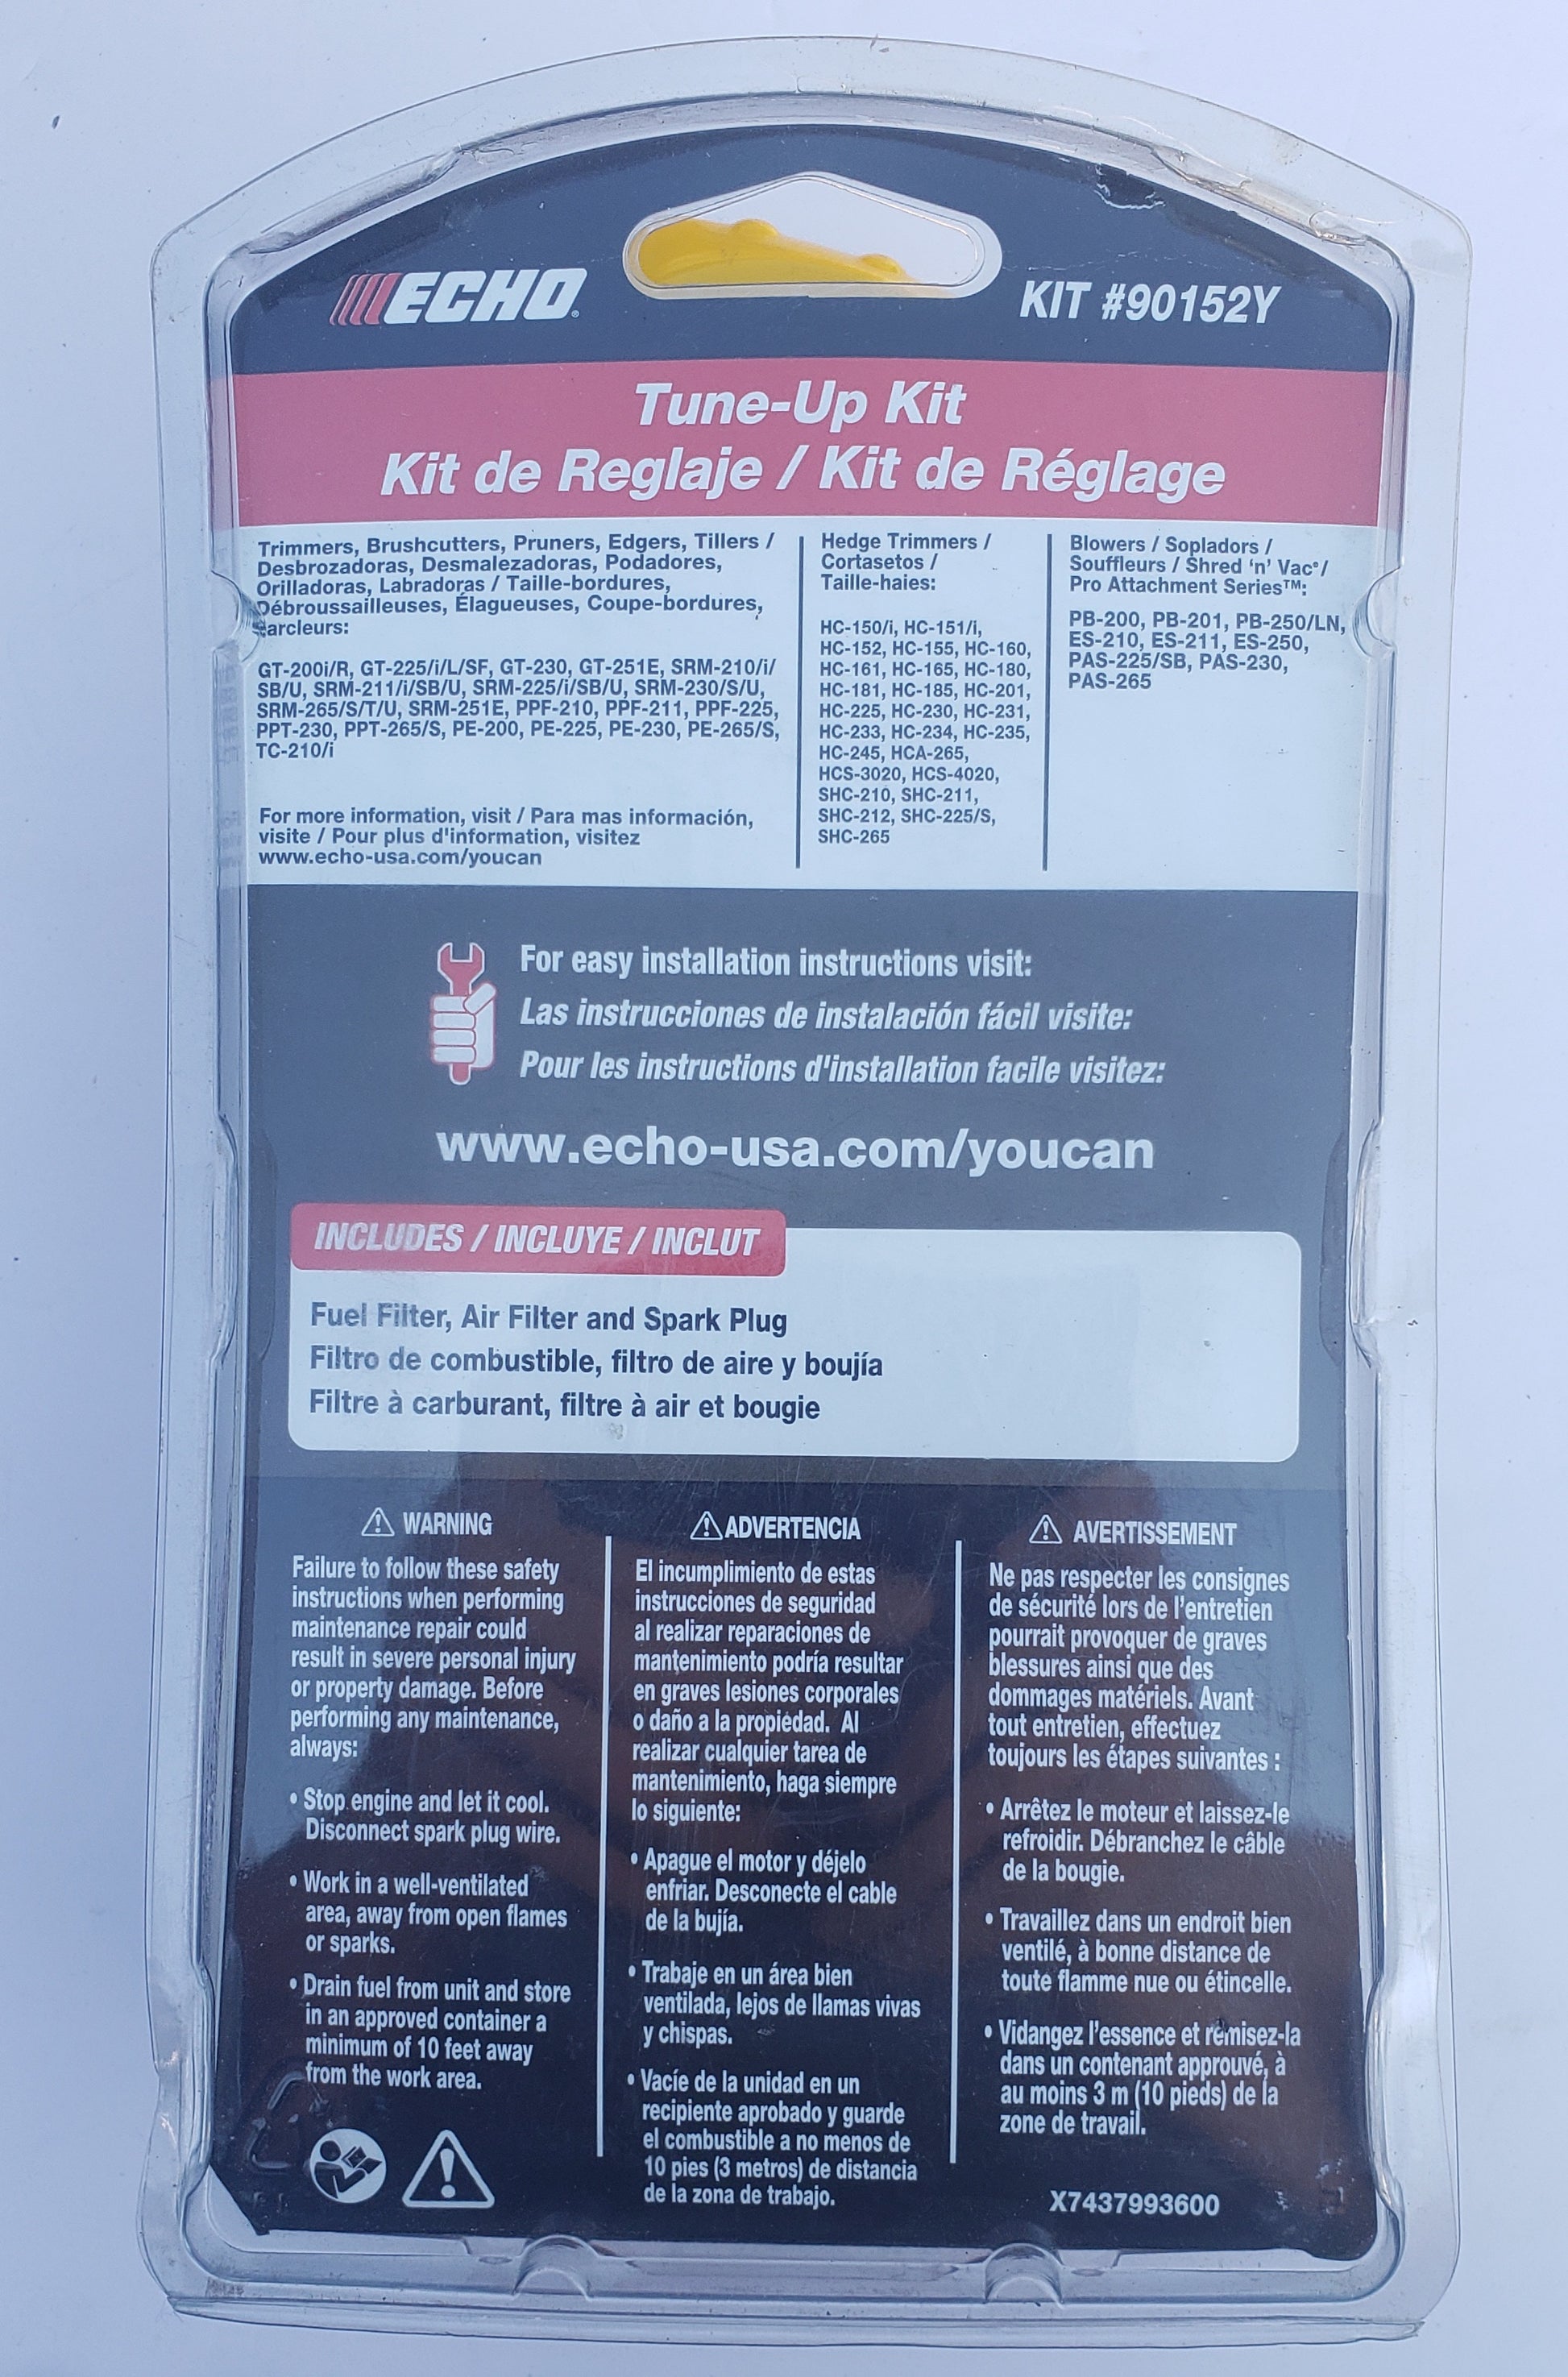 ECHO
KIT #90152Y
Tune-Up Kit
Kit de Reglaje / Kit de Réglage
Trimmers, Brushcutters, Pruners, Edgers, Tillers /
Desbrozadoras, Desmalezadoras, Podadores,
Orilladoras, Labradoras / Taille-bordures,
Débroussailleuses, Élagueuses, Coupe-bordures,
arcleurs:
GT-200i/R, GT-225/i/L/SF, GT-230, GT-251E, SRM-210/i/
SB/U, SRM-211/i/SB/U, SRM-225/i/SB/U, SRM-230/S/U,
SRM-265/S/T/U, SRM-251E, PPF-210, PPF-211, PPF-225,
PPT-230, PPT-265/S, PE-200, PE-225, PE-230, PE-265/S,
TC-210/i
For more information, visit / Para mas información,
visite / Pour plus d'information, visitez
www.echo-usa.com/youcan
Hedge Trimmers /
Cortasetos /
Taille-haies:
HC-150/i, HC-151/i,
HC-152, HC-155, HC-160,
HC-161, HC-165, HC-180,
HC-181, HC-185, HC-201,
HC-225, HC-230, HC-231,
HC-233, HC-234, HC-235,
HC-245, HCA-265,
HCS-3020, HCS-4020,
SHC-210, SHC-211,
SHC-212, SHC-225/S,
SHC-265
Blowers / Sopladors /
Souffleurs / Shred 'n' Vac®/
Pro Attachment Series™:
PB-200, PB-201, PB-250/LN,
ES-210, ES-211, ES-250,
PAS-225/SB, PAS-230,
PAS-265
For easy installation instructions visit:
Las instrucciones de instalación fácil visite:
Pour les instructions d'installation facile visitez:
www.echo-usa.com/youcan
INCLUDES / INCLUYE / INCLUT
Fuel Filter, Air Filter and Spark Plug
Filtro de combustible, filtro de aire y boujía
Filtre à carburant, filtre à air et bougie
WARNING
Failure to follow these safety
instructions when performing
maintenance repair could
result in severe personal injury
or property damage. Before
performing any maintenance,
always:
• Stop engine and let it cool.
Disconnect spark plug wire.
• Work in a well-ventilated
area, away from open flames
or sparks.
• Drain fuel from unit and store
in an approved container a
minimum of 10 feet away
from the work area.
ADVERTENCIA
El incumplimiento de estas
instrucciones de seguridad
al realizar reparaciones de
mantenimiento podría resultar
en graves lesiones corporales
o daño a la propiedad. Al
realizar cualquier tarea de
mantenimiento, haga siempre
lo siguiente:
• Apague el motor y déjelo
enfriar. Desconecte el cable
de la bujía.
• Trabaje en un área bien
ventilada, lejos de llamas vivas
y chispas.
• Vacíe de la unidad en un
recipiente aprobado y guarde
el combustible a no menos de
10 pies (3 metros) de distancia
de la zona de trabajo.
AVERTISSEMENT
Ne pas respecter les consignes
de sécurité lors de l'entretien
pourrait provoquer de graves
blessures ainsi que des
dommages matériels. Avant
tout entretien, effectuez
toujours les étapes suivantes :
• Arrêtez le moteur et laissez-le
refroidir. Débranchez le câble
de la bougie.
• Travaillez dans un endroit bien
ventilé, à bonne distance de
toute flamme nue ou étincelle.
• Vidangez l'essence et remisez-la
dans un contenant approuvé, à
au moins 3 m (10 pieds) de la
zone de travail.
X7437993600